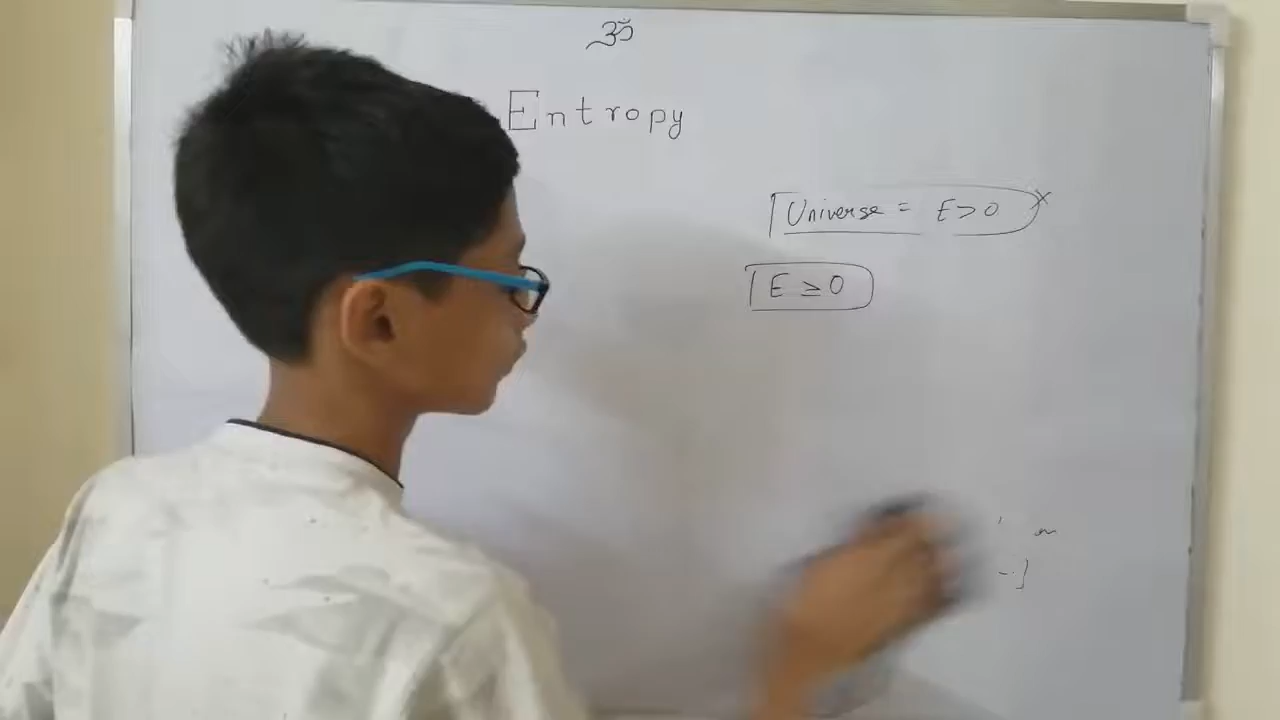 ॐ
Entropy
Universe = E > 0 ×
E ≥ 0